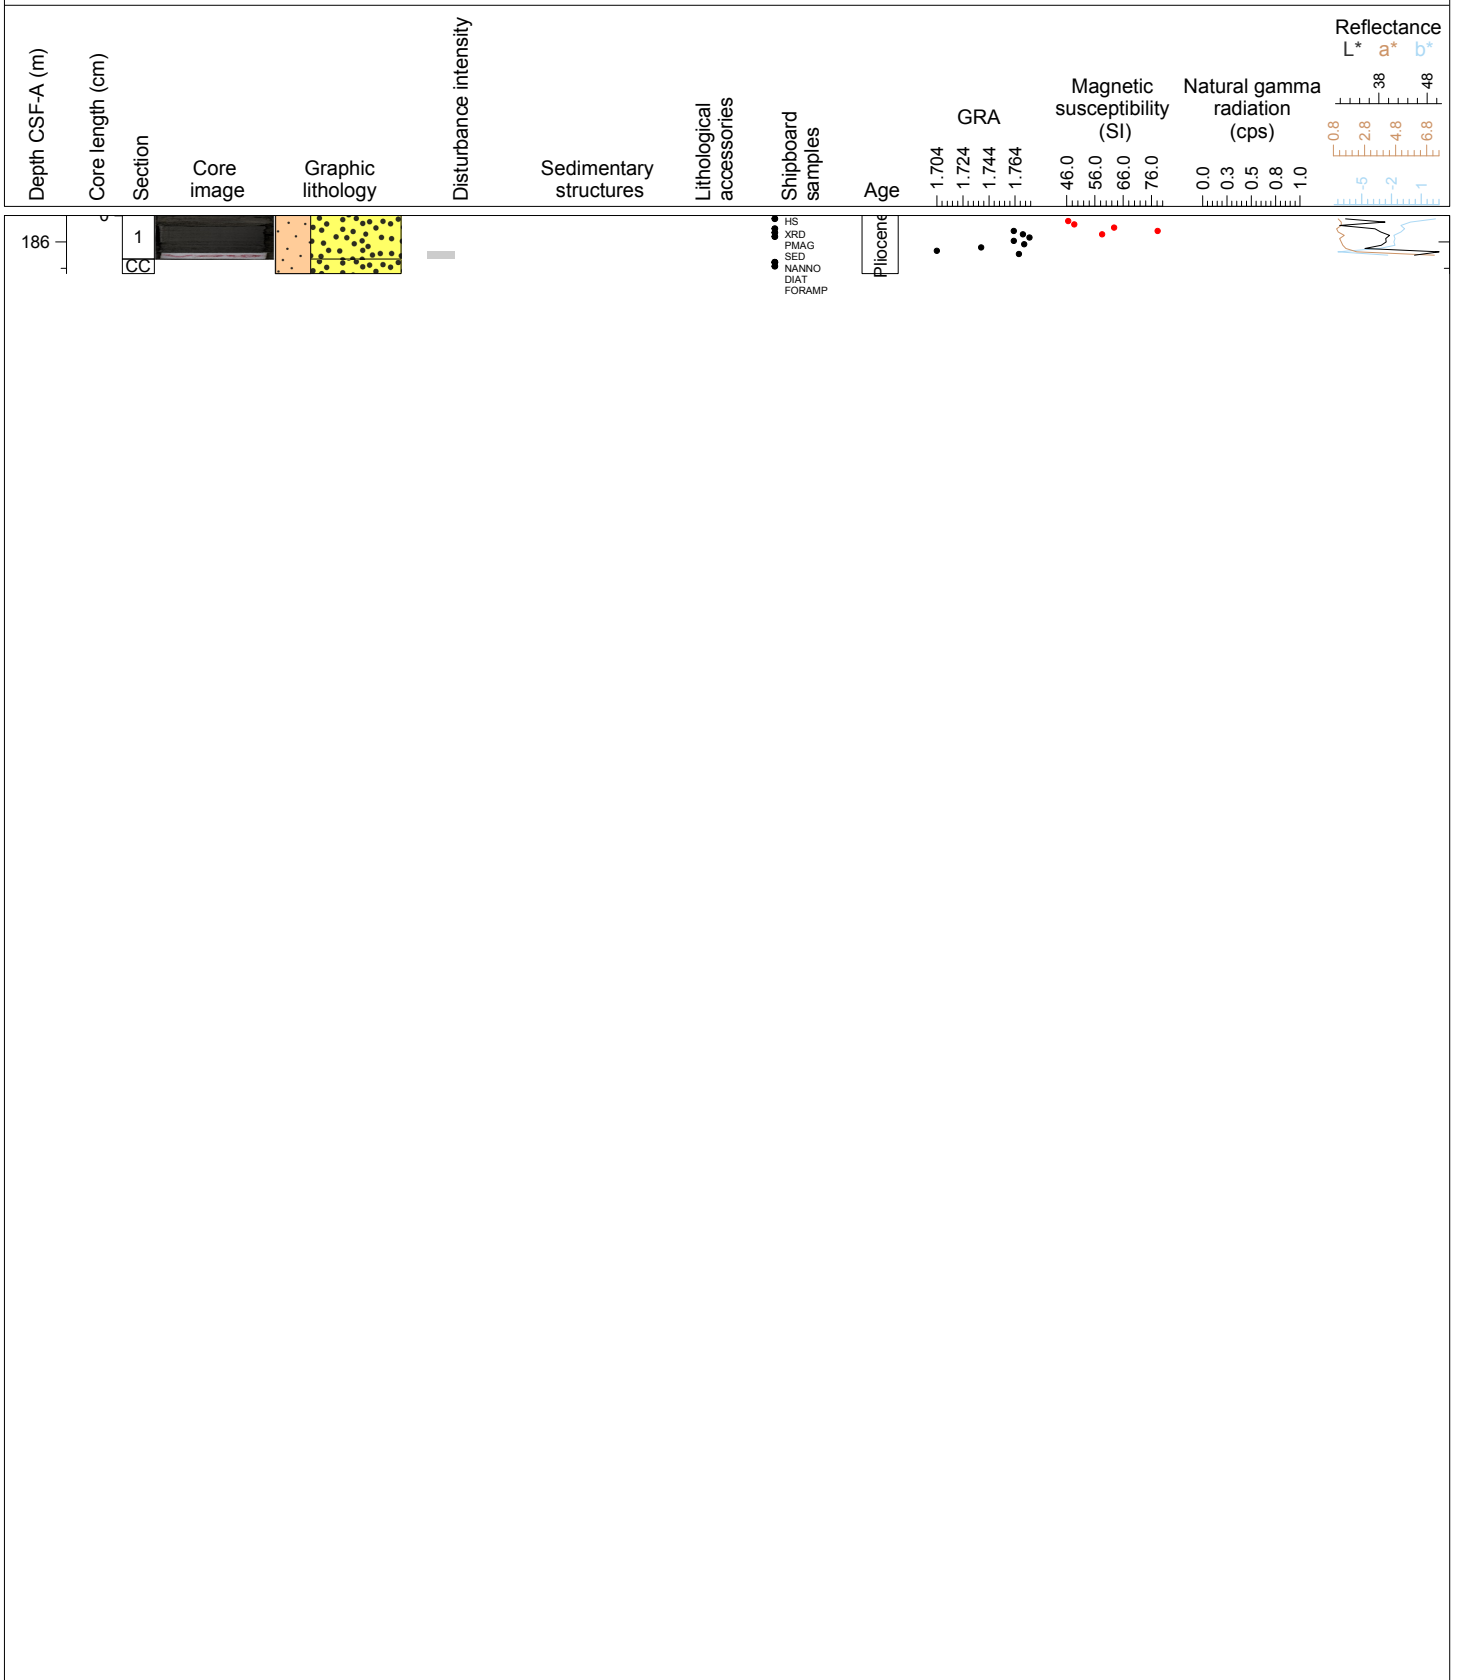 Depth CSF-A (m)
Core length (cm)
Section
Core
image
Graphic
lithology
Disturbance intensity
Sedimentary
structures
Lithological
accessories
Shipboard
samples
Age
GRA
1.704
1.724
1.744
1.764
Magnetic
susceptibility
(SI)
46.0
56.0
66.0
76.0
Natural gamma
radiation
(cps)
0.0
0.3
0.5
0.8
1.0
Reflectance
L* a* b*
38
48
0.8
2.8
4.8
6.8
-5
-2
1
186
0
1
CC
HS
XRD
PMAG
SED
NANNO
DIAT
FORAMP
Pliocene